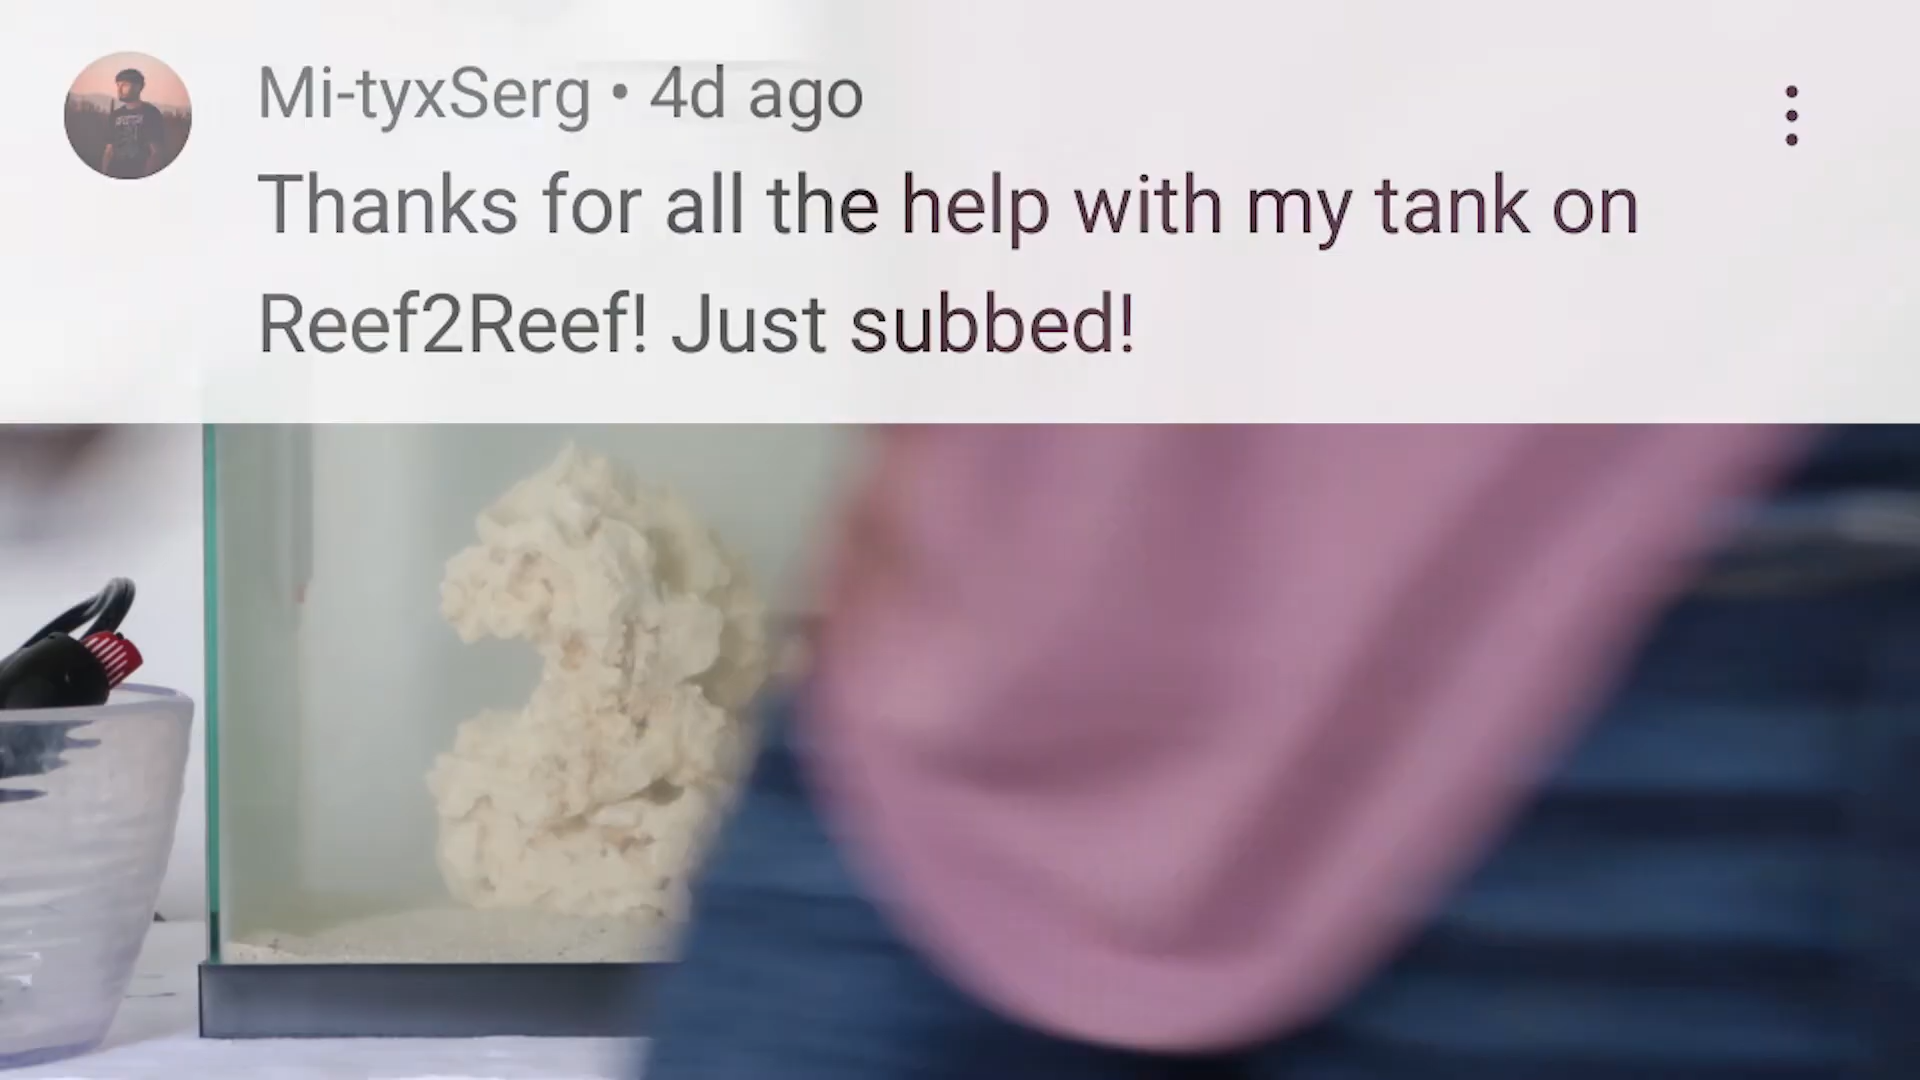 Mi-tyxSerg • 4d ago
Thanks for all the help with my tank on
Reef2Reef! Just subbed!